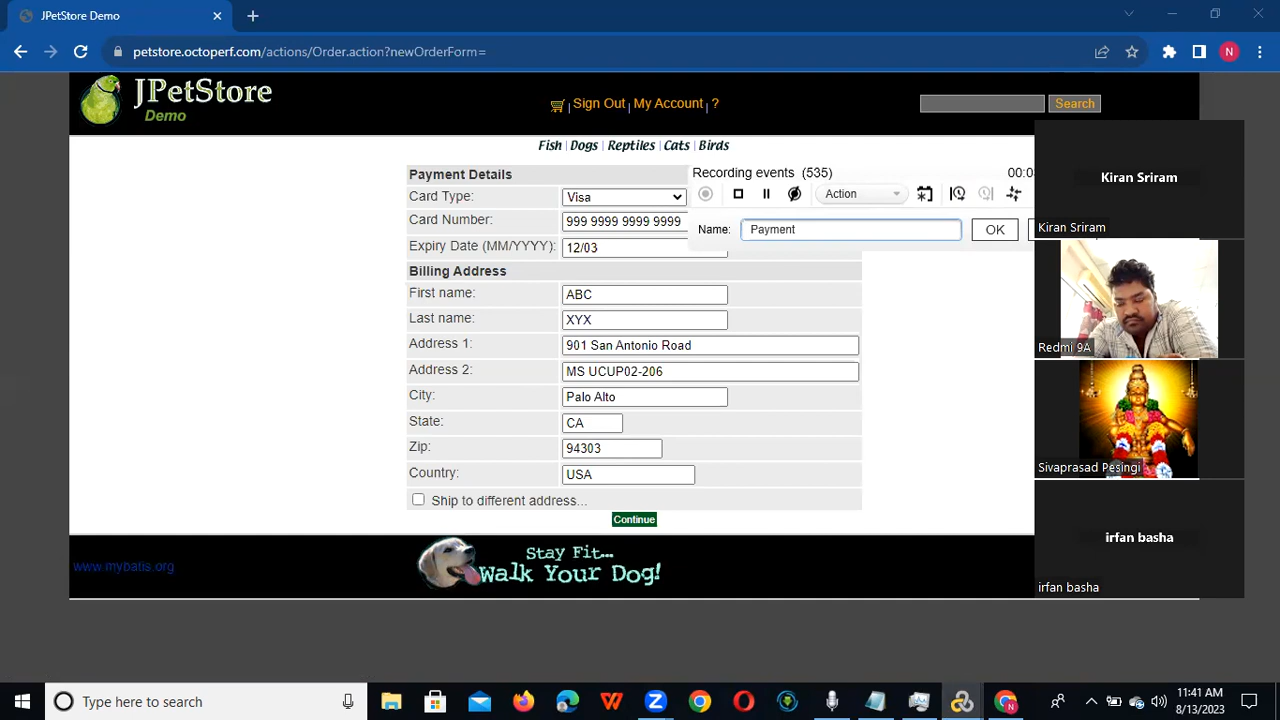 JPetStore Demo
petstore.octoperf.com/actions/Order.action?newOrderForm=
N
JPetStore
Demo
Sign Out My Account ?
Search
Fish Dogs Reptiles Cats Birds
Payment Details
Card Type: Visa
Card Number: 999 9999 9999 9999
Expiry Date (MM/YYYY): 12/03
Recording events (535)
00:0
Action
Name: Payment OK
Billing Address
First name: ABC
Last name: XYX
Address 1: 901 San Antonio Road
Address 2: MS UCUP02-206
City: Palo Alto
State: CA
Zip: 94303
Country: USA
Ship to different address...
Continue
www.mybatis.org
Stay Fit...
Walk Your Dog!
Kiran Sriram
Kiran Sriram
Redmi 9A
Sivaprasad Pesingi
irfan basha
irfan basha
Type here to search
11:41 AM
8/13/2023